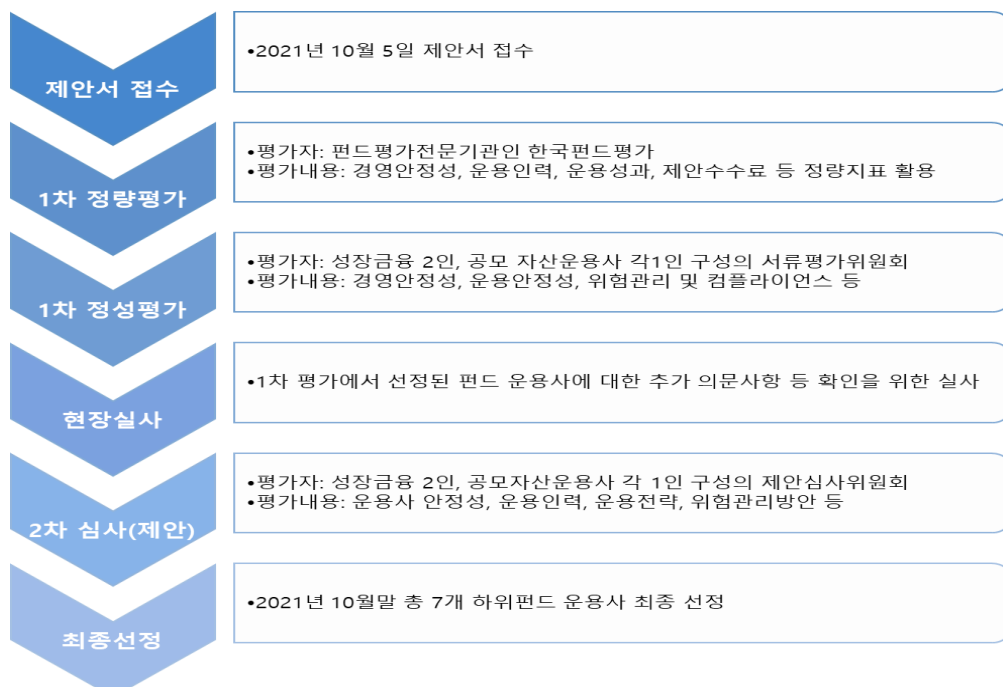 제안서 접수
•2021년 10월 5일 제안서 접수
1차 정량평가
•평가자: 펀드평가전문기관인 한국펀드평가
•평가내용: 경영안정성, 운용인력, 운용성과, 제안수수료 등 정량지표 활용
1차 정성평가
•평가자: 성장금융 2인, 공모 자산운용사 각1인 구성의 서류평가위원회
•평가내용: 경영안정성, 운용안정성, 위험관리 및 컴플라이언스 등
현장실사
•1차 평가에서 선정된 펀드 운용사에 대한 추가 의문사항 등 확인을 위한 실사
2차 심사(제안)
•평가자: 성장금융 2인, 공모자산운용사 각 1인 구성의 제안심사위원회
•평가내용: 운용사 안정성, 운용인력, 운용전략, 위험관리방안 등
최종선정
•2021년 10월말 총 7개 하위펀드 운용사 최종 선정